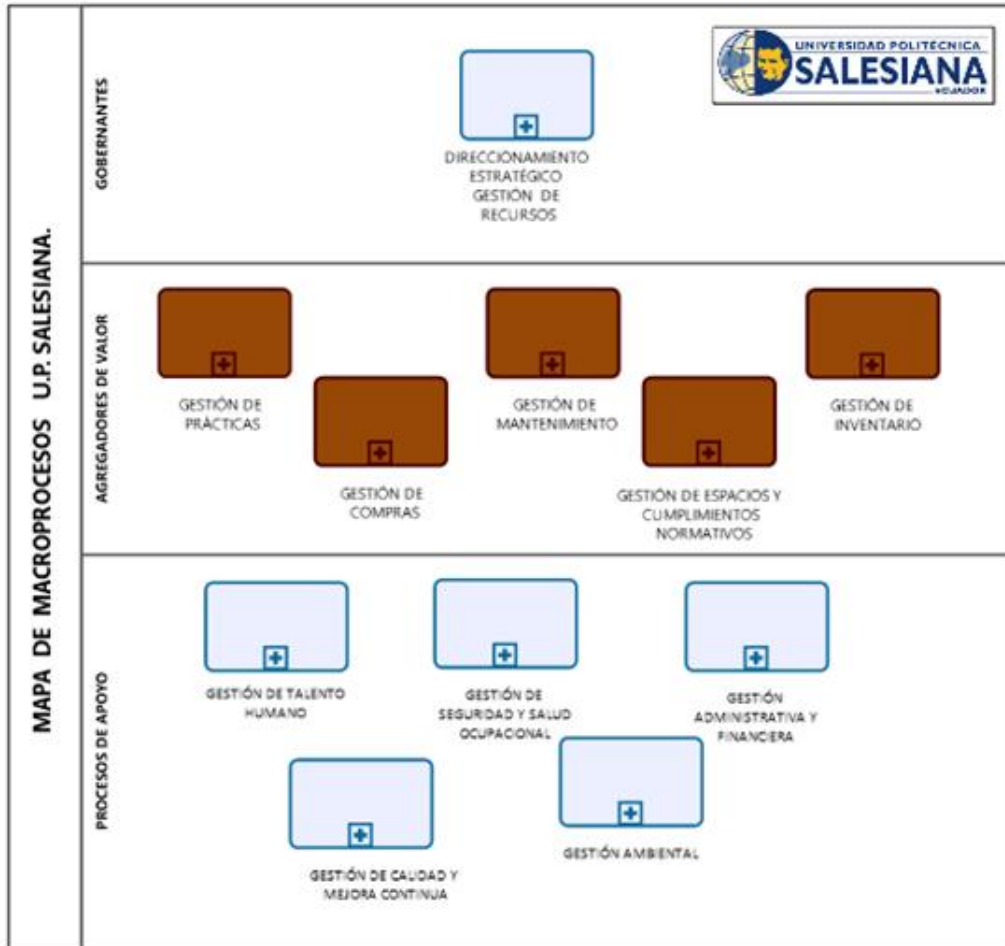 MAPA DE MACROPROCESOS U.P. SALESIANA.
GOBERNANTES
UNIVERSIDAD POLITÉCNICA
SALESIANA
ECUADOR
DIRECCIONAMIENTO
ESTRATÉGICO
GESTIÓN DE
RECURSOS
AGREGADORES DE VALOR
GESTIÓN DE
PRÀCTICAS
GESTIÓN DE
COMPRAS
GESTIÓN DE
MANTENIMIENTO
GESTIÓN DE ESPACIOS Y
CUMPLIMIENTOS
NORMATIVOS
GESTIÓN DE
INVENTARIO
PROCESOS DE APOYO
GESTIÓN DE TALENTO
HUMANO
GESTIÓN DE
SEGURIDAD Y SALUD
OCUPACIONAL
GESTIÓN
ADMINISTRATIVA Y
FINANCIERA
GESTIÓN DE CALIDAD Y
MEJORA CONTINUA
GESTIÓN AMBIENTAL